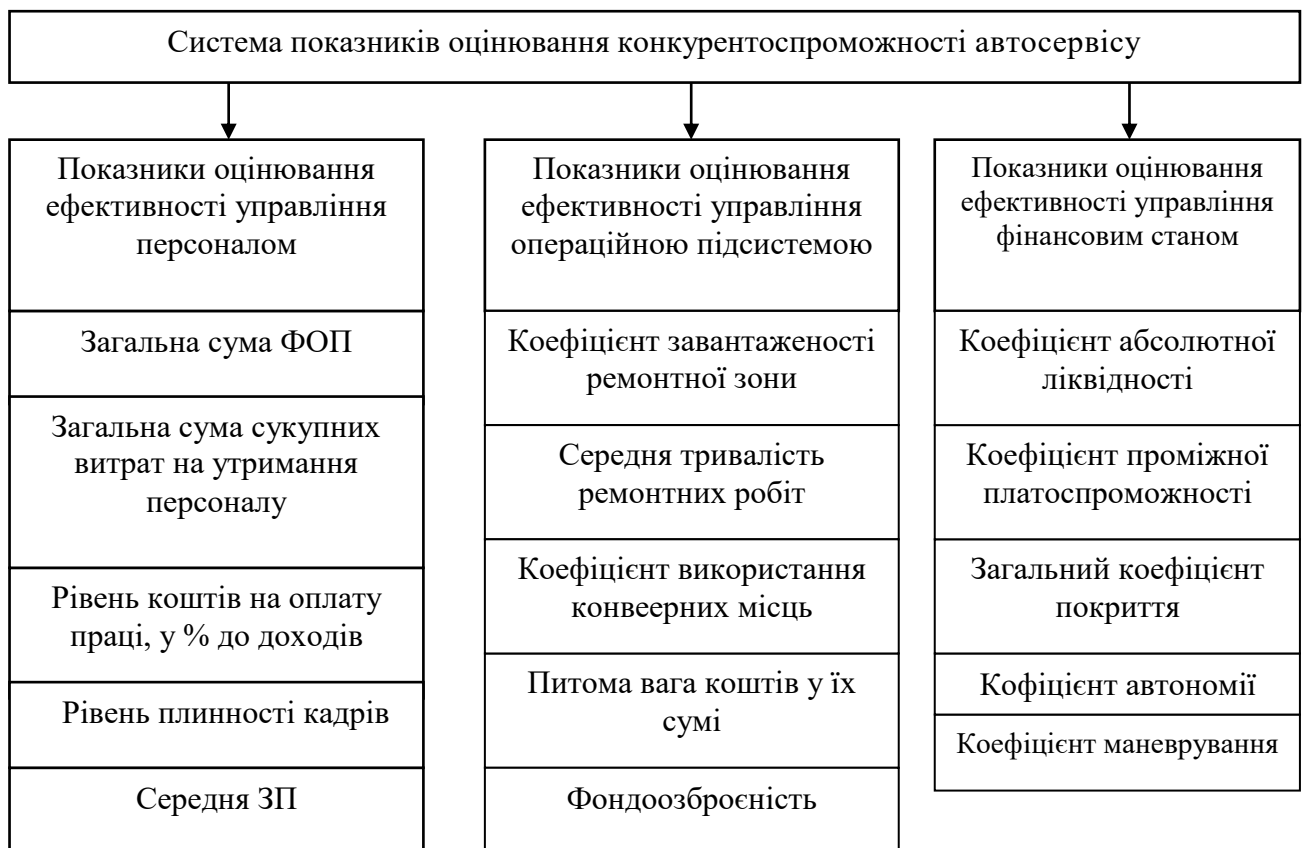 Система показників оцінювання конкурентоспроможності автосервісу
Показники оцінювання
ефективності управління
персоналом
Загальна сума ФОП
Загальна сума сукупних
витрат на утримання
персоналу
Рівень коштів на оплату
праці, у % до доходів
Рівень плинності кадрів
Середня ЗП
Показники оцінювання
ефективності управління
операційною підсистемою
Коефіцієнт завантаженості
ремонтної зони
Середня тривалість
ремонтних робіт
Коефіцієнт використання
конвеерних місць
Питома вага коштів у їх
сумі
Фондоозброєність
Показники оцінювання
ефективності управління
фінансовим станом
Коефіцієнт абсолютної
ліквідності
Коефіцієнт проміжної
платоспроможності
Загальний коефіцієнт
покриття
Кофіцієнт автономії
Коефіцієнт маневрування